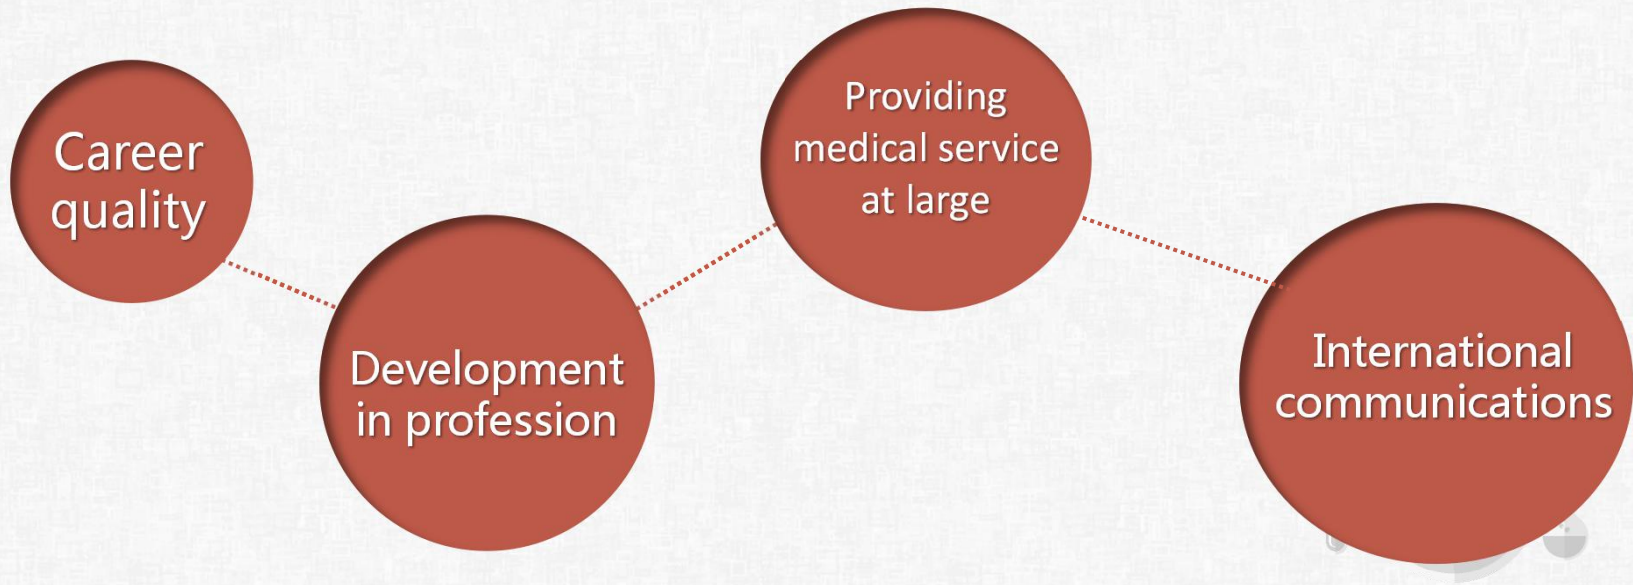 Career
quality
Development
in profession
Providing
medical service
at large
International
communications